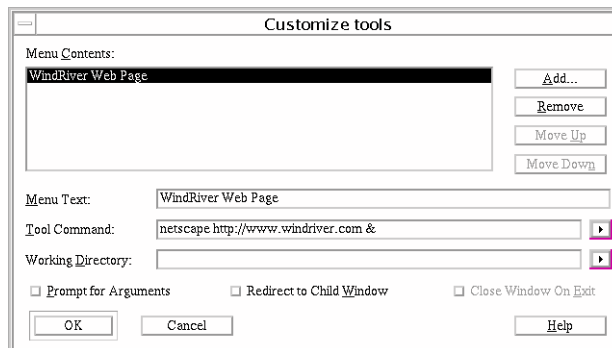 Customize tools
Menu Contents:
WindRiver Web Page
Add...
Remove
Move Up
Move Down
Menu Text: WindRiver Web Page
Tool Command: netscape http://www.windriver.com &
Working Directory:
Prompt for Arguments Redirect to Child Window Close Window On Exit
OK Cancel Help